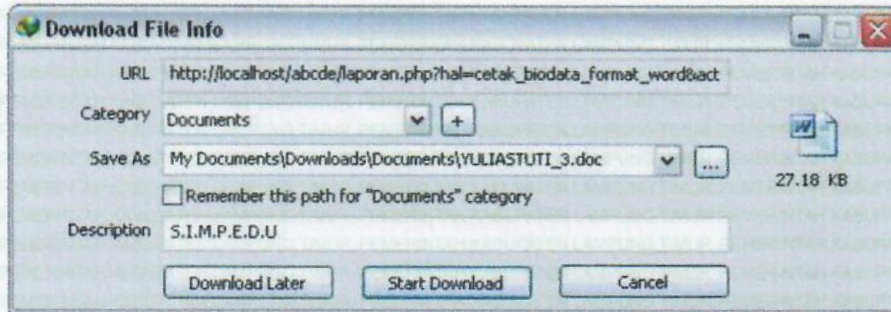 Download File Info
URL http://localhost/abcde/laporan.php?hal=cetak_biodata_format_word&act
Category Documents +
Save As My Documents\Downloads\Documents\YULIASTUTI_3.doc ...
27.18 KB
Remember this path for "Documents" category
Description S.I.M.P.E.D.U
Download Later Start Download Cancel